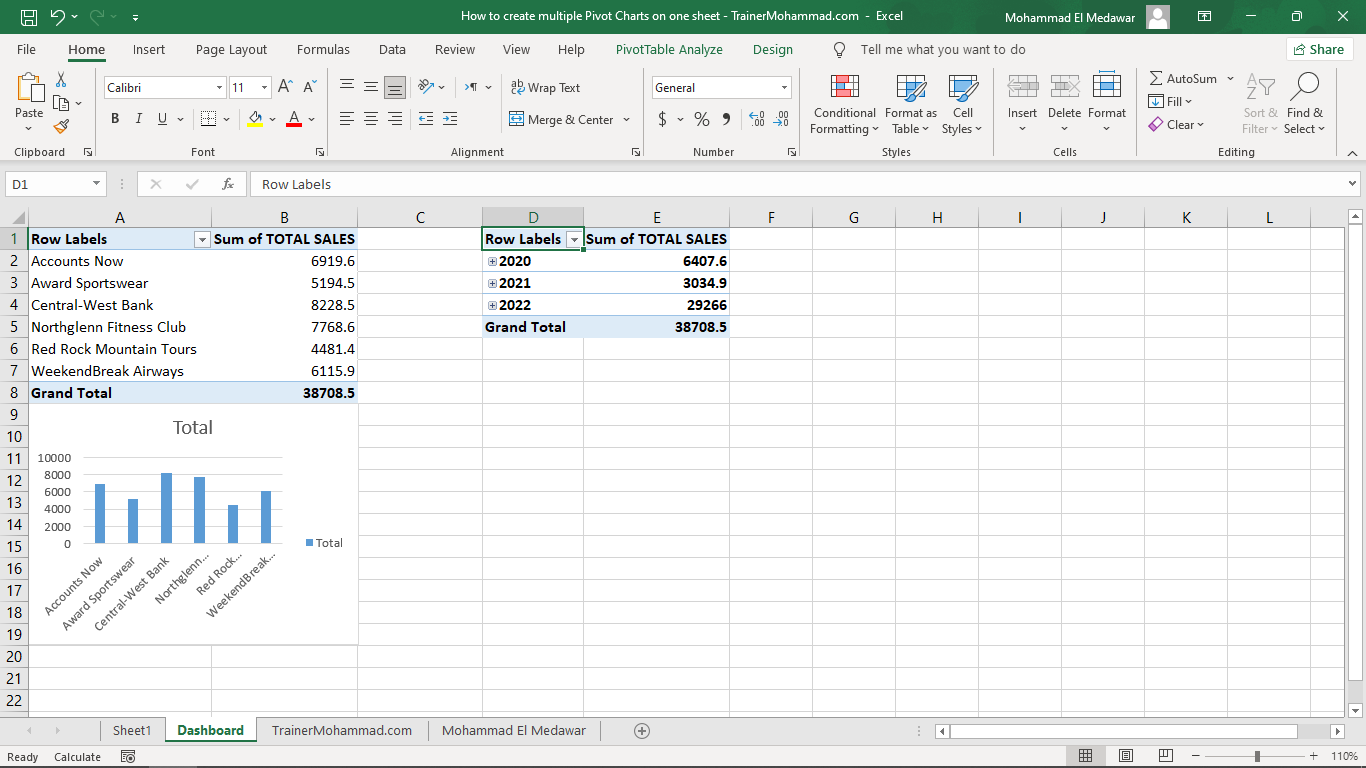 How to create multiple Pivot Charts on one sheet - TrainerMohammad.com - Excel
Mohammad El Medawar
File Home Insert Page Layout Formulas Data Review View Help PivotTable Analyze Design Tell me what you want to do Share
Paste
Clipboard
Calibri 11
B I U A
Font
ab Wrap Text
Merge & Center
Alignment
General
$ % 9
Number
Conditional Formatting
Format as Table
Cell Styles
Styles
Insert Delete Format
Cells
AutoSum
Fill
Clear
Sort & Filter
Find & Select
Editing
D1 fx Row Labels
A B C D E F G H I J K L
1 Row Labels Sum of TOTAL SALES Row Labels Sum of TOTAL SALES
2 Accounts Now 6919.6 2020 6407.6
3 Award Sportswear 5194.5 2021 3034.9
4 Central-West Bank 8228.5 2022 29266
5 Northglenn Fitness Club 7768.6 Grand Total 38708.5
6 Red Rock Mountain Tours 4481.4
7 WeekendBreak Airways 6115.9
8 Grand Total 38708.5
9
10
11
12
13
14
15
16
17
18
19
20
21
22
Total
10000
8000
6000
4000
2000
0
Accounts Now
Award Sportswear
Central-West Bank
Northglenn...
Red Rock...
WeekendBreak...
Total
Sheet1 Dashboard TrainerMohammad.com Mohammad El Medawar
Ready Calculate 110%